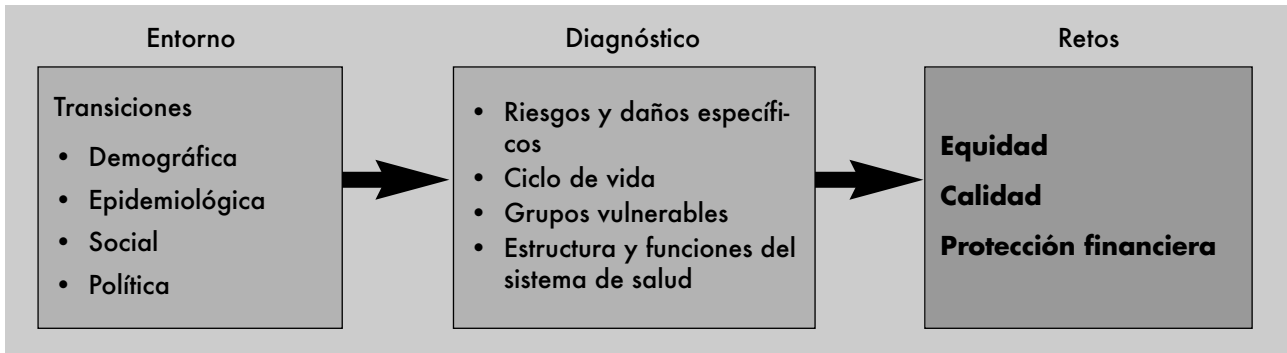 Entorno
Transiciones
• Demográfica
• Epidemiológica
• Social
• Política
Diagnóstico
• Riesgos y daños específi-
cos
• Ciclo de vida
• Grupos vulnerables
• Estructura y funciones del
sistema de salud
Retos
Equidad
Calidad
Protección financiera